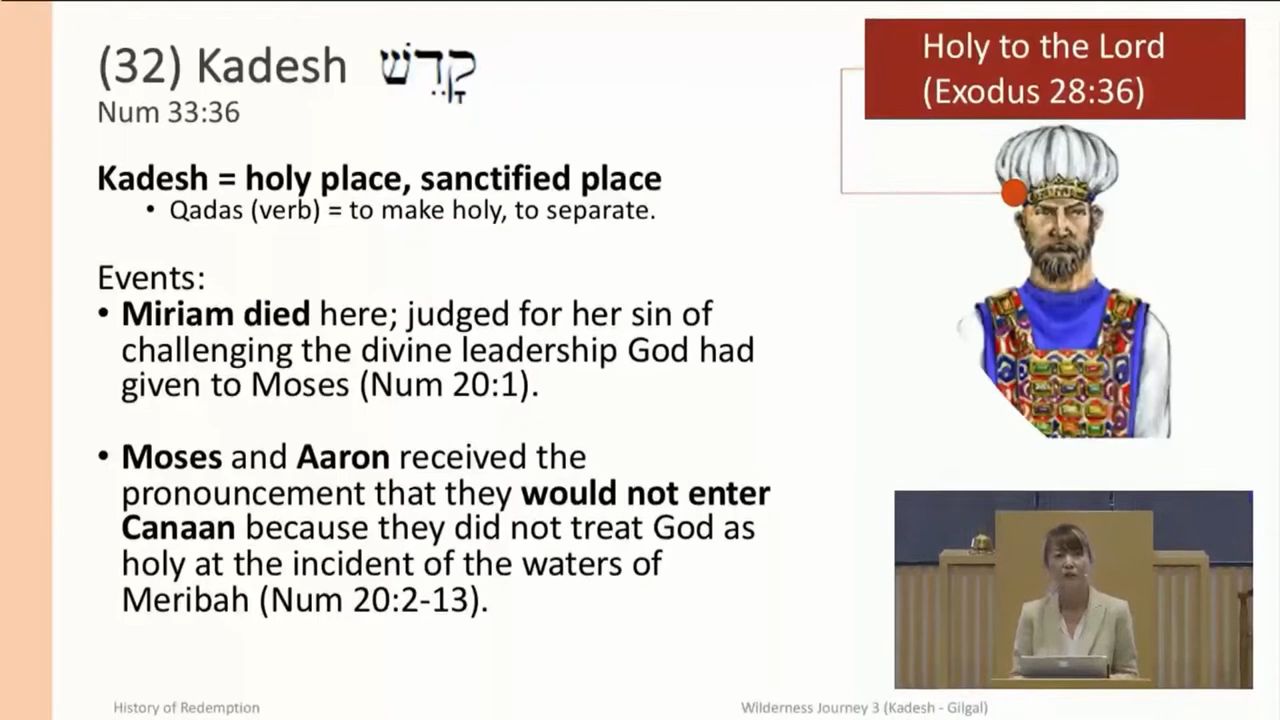 (32) Kadesh קָדֵשׁ
Num 33:36
Holy to the Lord
(Exodus 28:36)
Kadesh = holy place, sanctified place
• Qadas (verb) = to make holy, to separate.
Events:
• Miriam died here; judged for her sin of
challenging the divine leadership God had
given to Moses (Num 20:1).
• Moses and Aaron received the
pronouncement that they would not enter
Canaan because they did not treat God as
holy at the incident of the waters of
Meribah (Num 20:2-13).
History of Redemption
Wilderness Journey 3 (Kadesh - Gilgal)